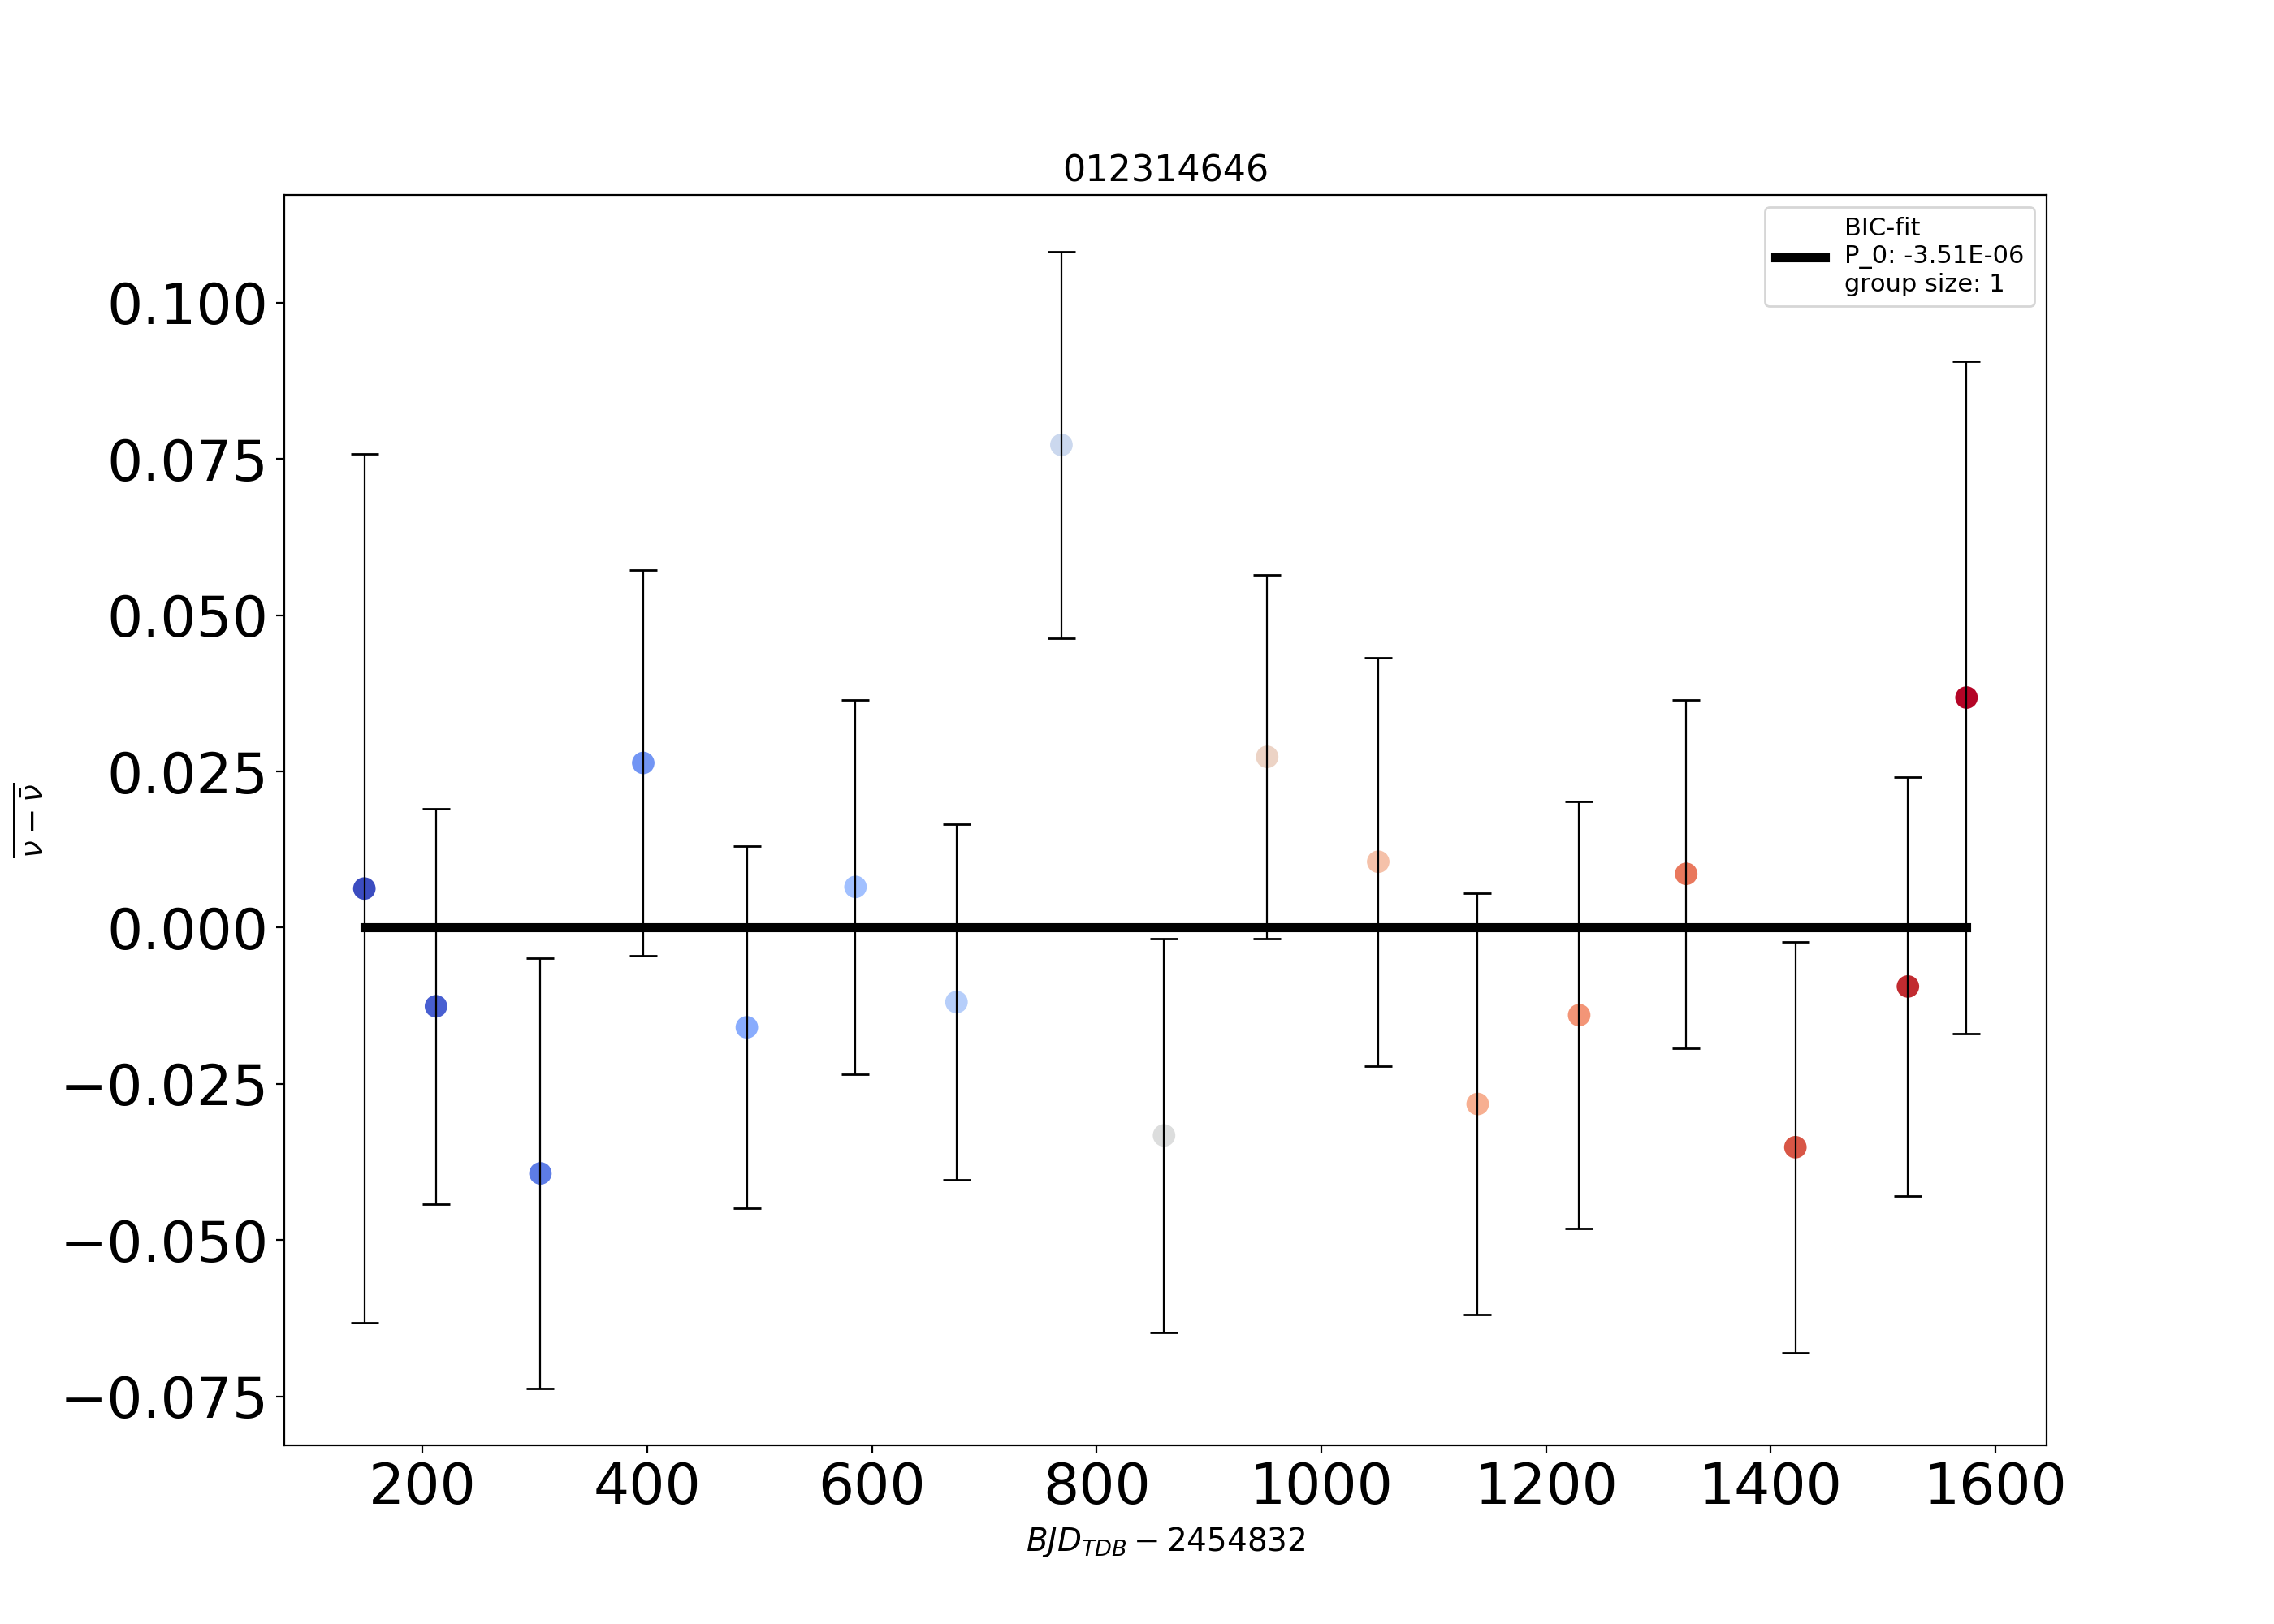 012314646
BIC-fit
P_0: -3.51E-06
group size: 1
0.100
0.075
0.050
0.025
0.000
−0.025
−0.050
−0.075
ν − ν̄
200 400 600 800 1000 1200 1400 1600
BJD_TDB − 2454832